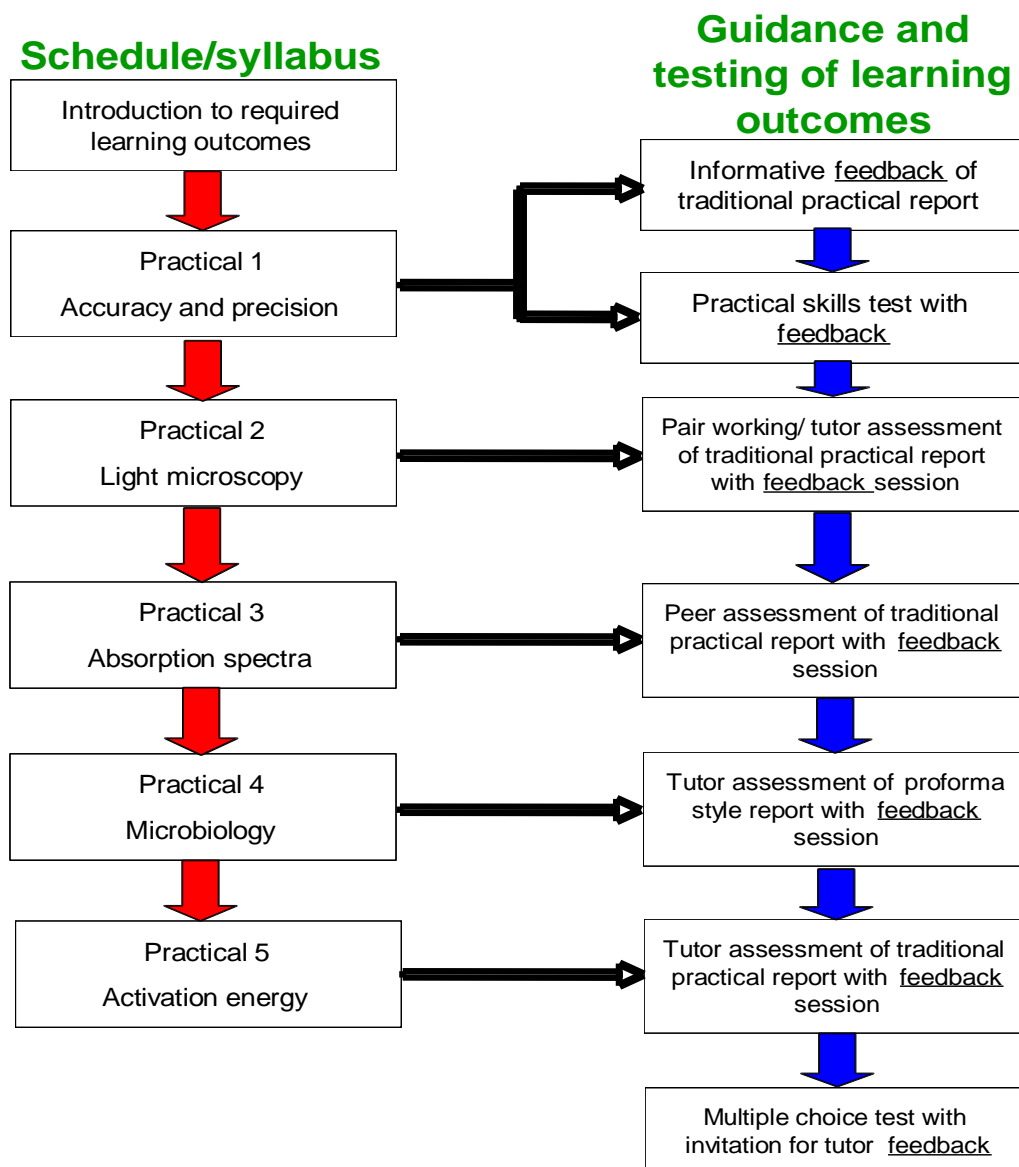 Schedule/syllabus
Introduction to required
learning outcomes
Practical 1
Accuracy and precision
Practical 2
Light microscopy
Practical 3
Absorption spectra
Practical 4
Microbiology
Practical 5
Activation energy
Guidance and
testing of learning
outcomes
Informative feedback of
traditional practical report
Practical skills test with
feedback
Pair working/ tutor assessment
of traditional practical report
with feedback session
Peer assessment of traditional
practical report with feedback
session
Tutor assessment of proforma
style report with feedback
session
Tutor assessment of traditional
practical report with feedback
session
Multiple choice test with
invitation for tutor feedback